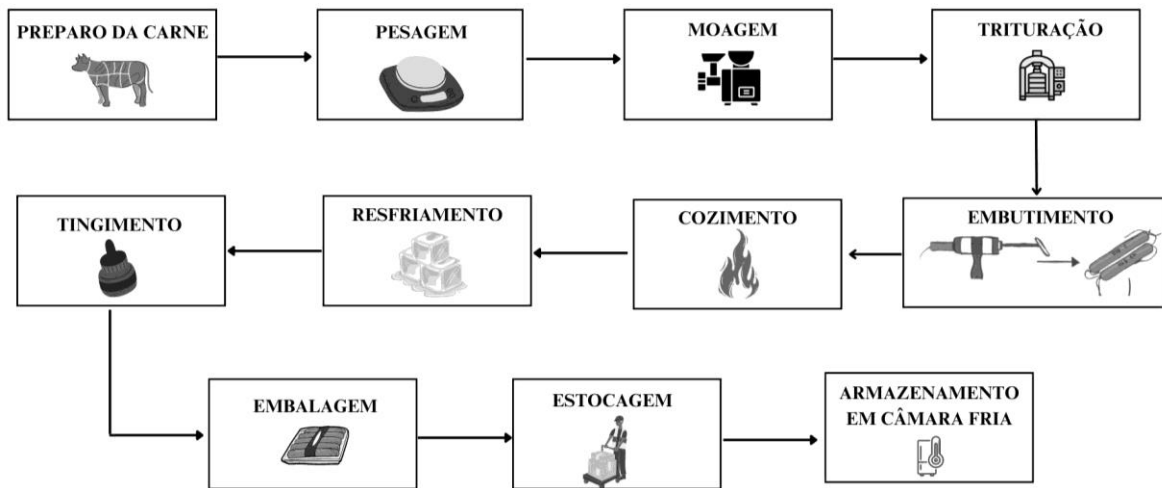 PREPARO DA CARNE
PESAGEM
MOAGEM
TRITURAÇÃO
EMBUTIMENTO
COZIMENTO
RESFRIAMENTO
TINGIMENTO
EMBALAGEM
ESTOCAGEM
ARMAZENAMENTO
EM CÂMARA FRIA